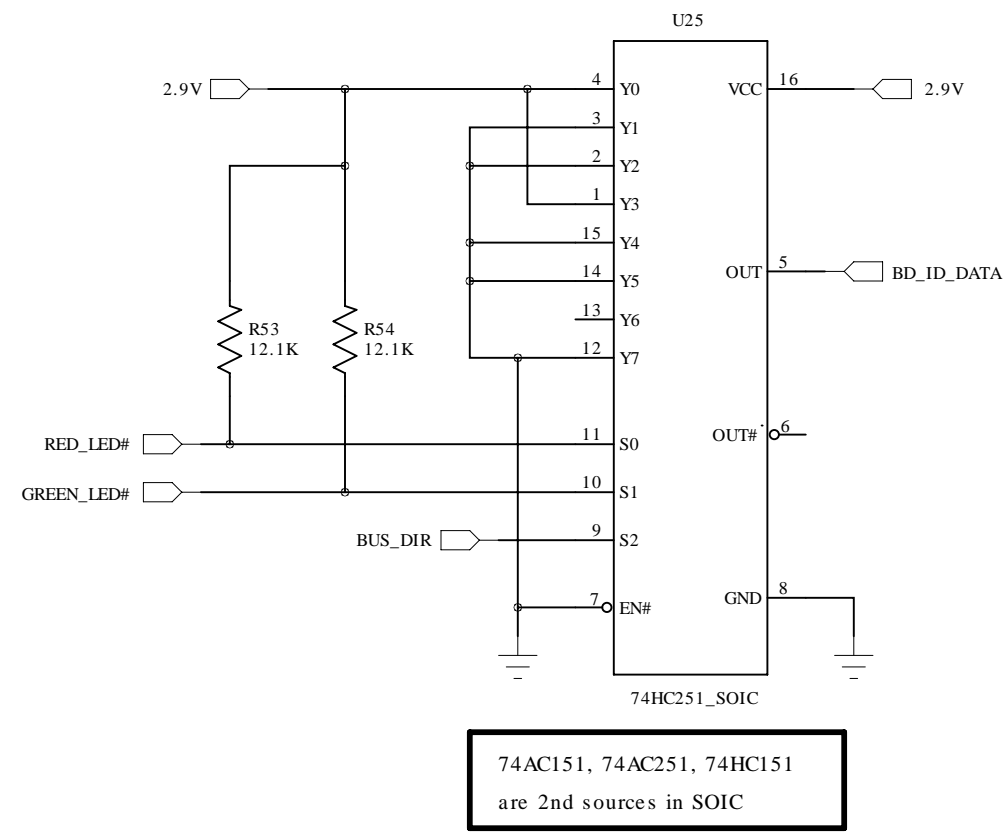 U25
2.9V
4
Y0
VCC
16
2.9V
3
Y1
2
Y2
1
Y3
15
Y4
14
Y5
OUT
5
BD_ID_DATA
13
Y6
R53
12.1K
R54
12.1K
12
Y7
RED_LED#
11
S0
OUT#
6
GREEN_LED#
10
S1
BUS_DIR
9
S2
7
EN#
GND
8
74HC251_SOIC
74AC151, 74AC251, 74HC151
are 2nd sources in SOIC